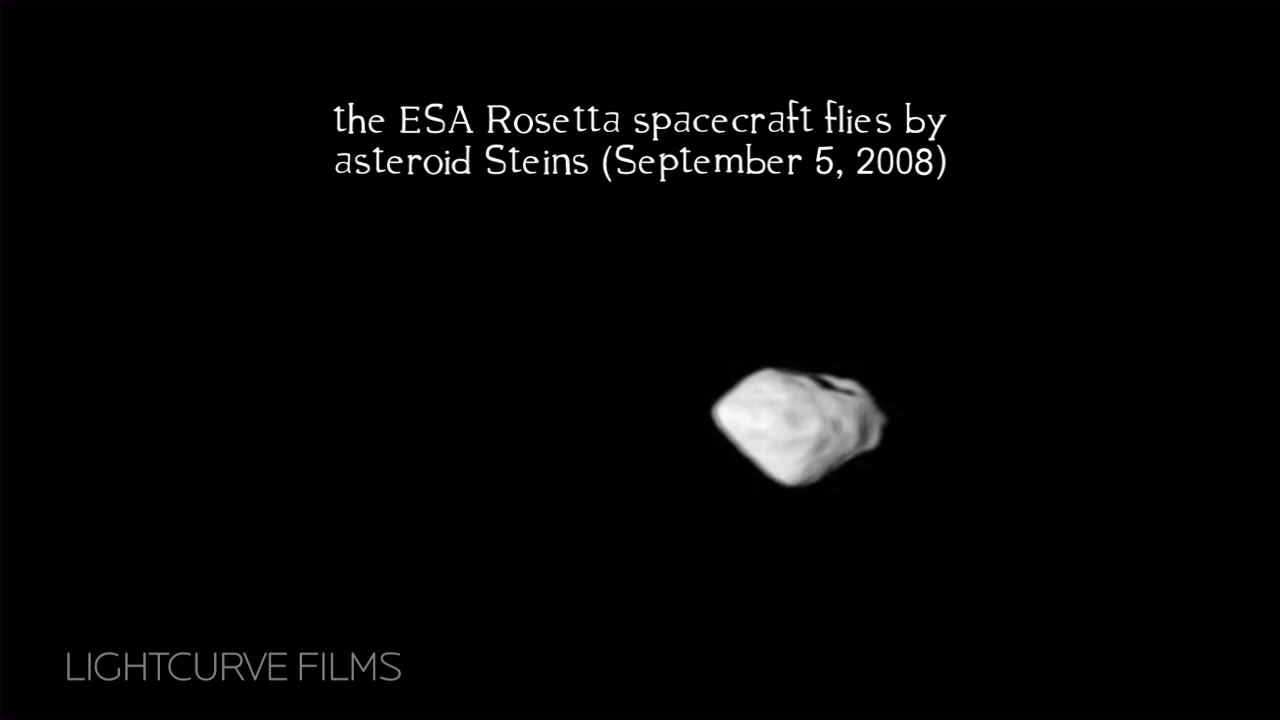 the ESA Rosetta spacecraft flies by
asteroid Steins (September 5, 2008)
LIGHTCURVE FILMS